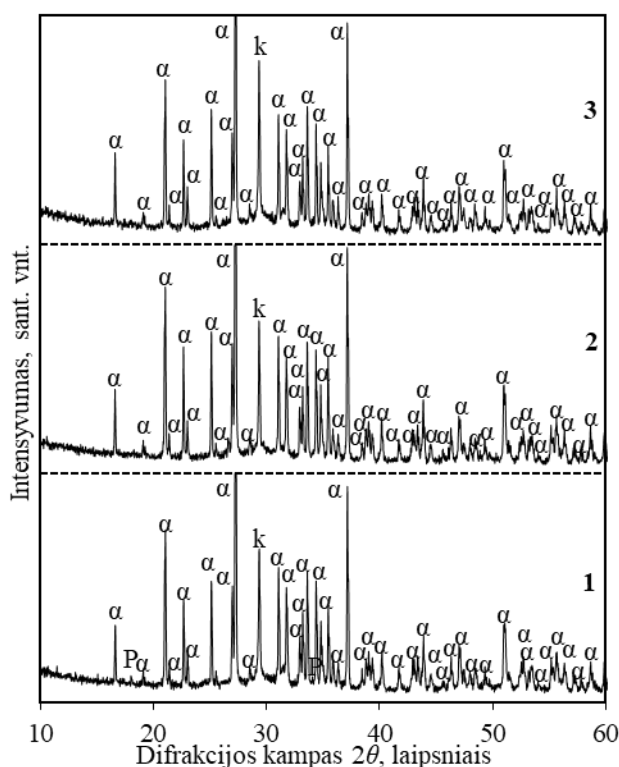 α α
k
α α
α α α α 3
α α α
α α
α α
α α α α α
α α α α α α α α α α α α α α α α α
α α
k
α α α α 2
α α α
α α α
α α α
α α α α α α
α α α α α α α α α α α
α α
k
α α α α 1
α α α α
α α α
α α α
P α α α α P α α α α α α α α
10 20 30 40 50 60
Difrakcijos kampas 2θ, laipsniais
Intensyvumas, sant. vnt.